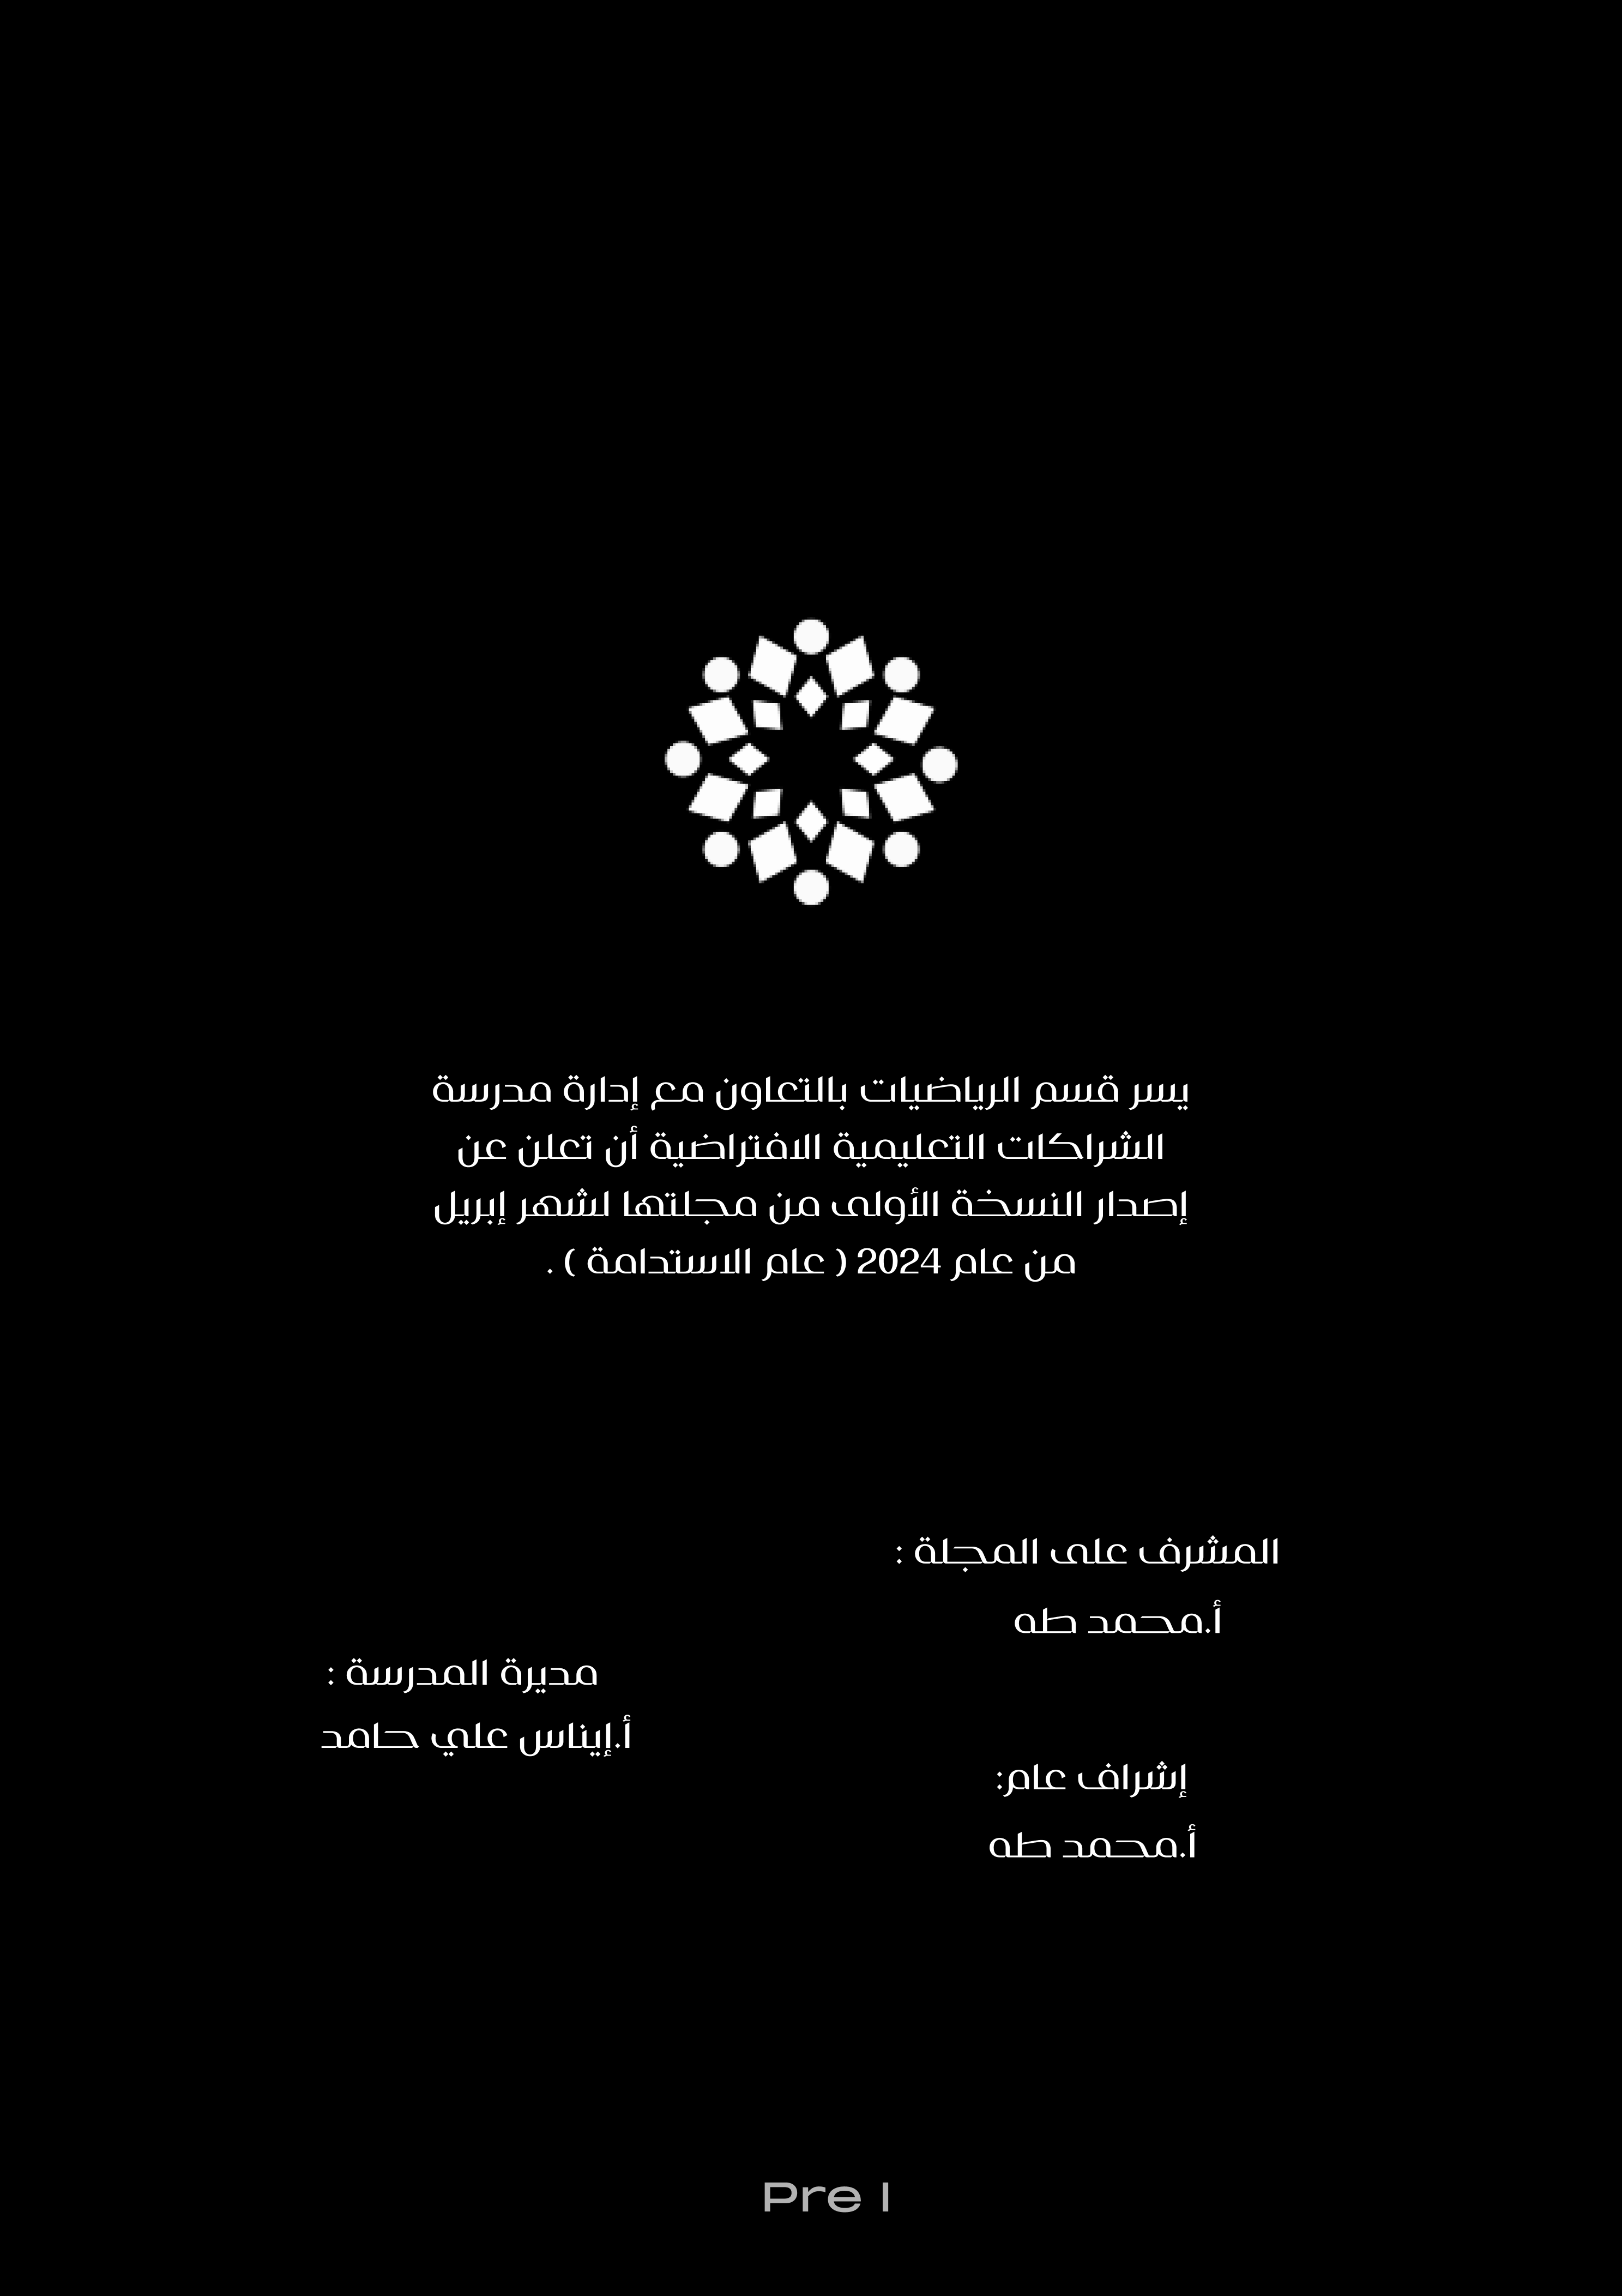 يسر قسم الرياضيات بالتعاون مع إدارة مدرسة
الشراكات التعليمية الافتراضية أن تعلن عن
إصدار النسخة الأولى من مجلتها لشهر إبريل
من عام 2024 ( عام الاستدامة ) .
المشرف على المجلة :
أ.محمد طه
مديرة المدرسة :
أ.إيناس علي حامد
إشراف عام:
أ.محمد طه
Pre I